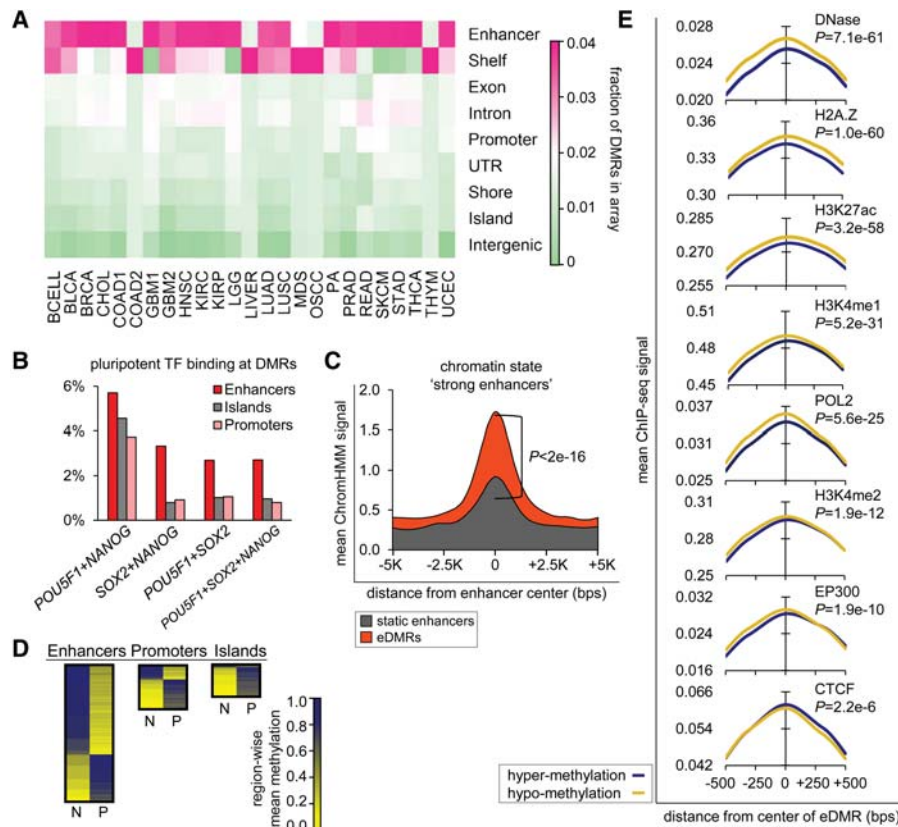 A
Enhancer
Shelf
Exon
Intron
Promoter
UTR
Shore
Island
Intergenic
0.04
0.03
0.02
0.01
0
fraction of DMRs in array
BCELL
BLCA
BRCA
CHOL
COAD1
COAD2
GBM1
GBM2
HNSC
KIRC
KIRP
LGG
LIVER
LUAD
LUSC
MDS
OSCC
PA
PRAD
READ
SKCM
STAD
THCA
THYM
UCEC
B
pluripotent TF binding at DMRs
6%
4%
2%
0%
Enhancers
Islands
Promoters
POU5F1+NANOG
SOX2+NANOG
POU5F1+SOX2
POU5F1+SOX2+NANOG
C
chromatin state
'strong enhancers'
mean ChromHMM signal
2.0
1.5
1.0
0.5
0.0
P<2e-16
-5K
-2.5K
0
+2.5K
+5K
distance from enhancer center (bps)
static enhancers
eDMRs
D
Enhancers Promoters Islands
N P
N P
N P
region-wise
mean methylation
1.0
0.8
0.6
0.4
0.2
0.0
E
mean ChIP-seq signal
DNase
P=7.1e-61
0.028
0.024
0.020
H2A.Z
P=1.0e-60
0.36
0.33
0.30
H3K27ac
P=3.2e-58
0.285
0.270
0.255
H3K4me1
P=5.2e-31
0.51
0.48
0.45
POL2
P=5.6e-25
0.037
0.031
0.025
H3K4me2
P=1.9e-12
0.31
0.28
0.25
EP300
P=1.9e-10
0.032
0.024
0.016
CTCF
P=2.2e-6
0.066
0.054
0.042
-500
-250
0
+250
+500
hyper-methylation
hypo-methylation
distance from center of eDMR (bps)